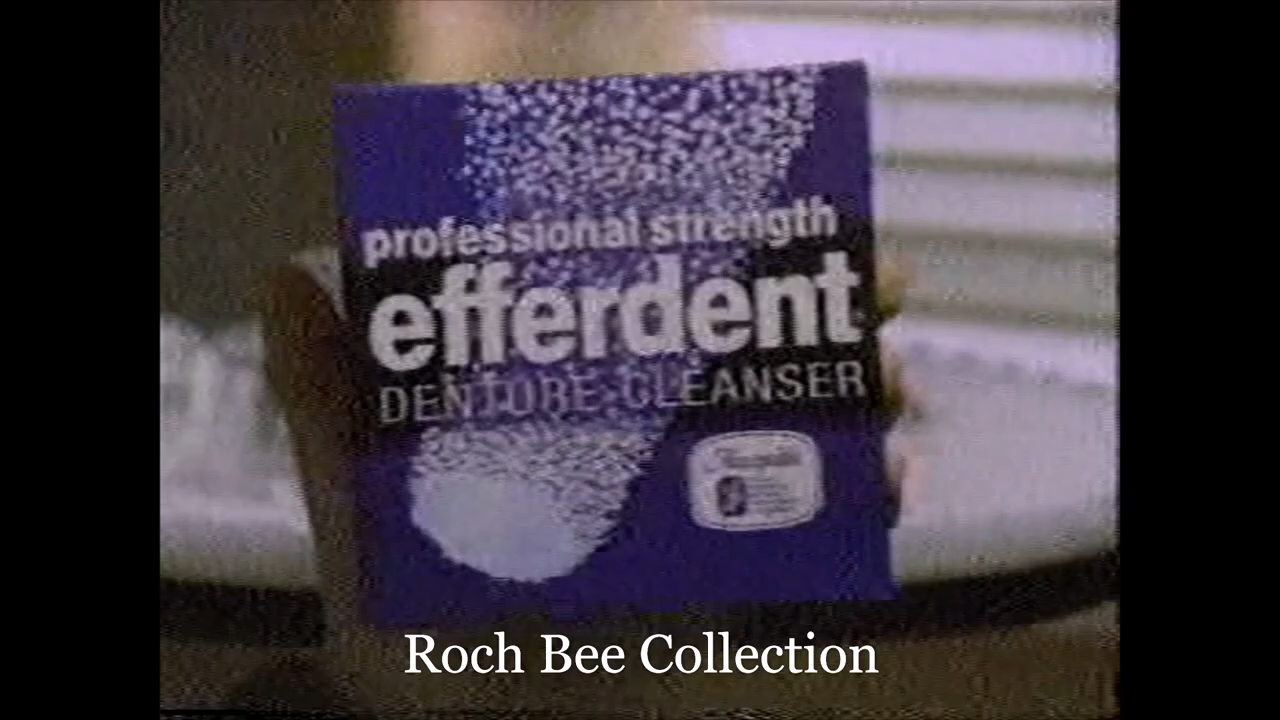 professional strength
efferdent
DENTURE CLEANSER
Roch Bee Collection